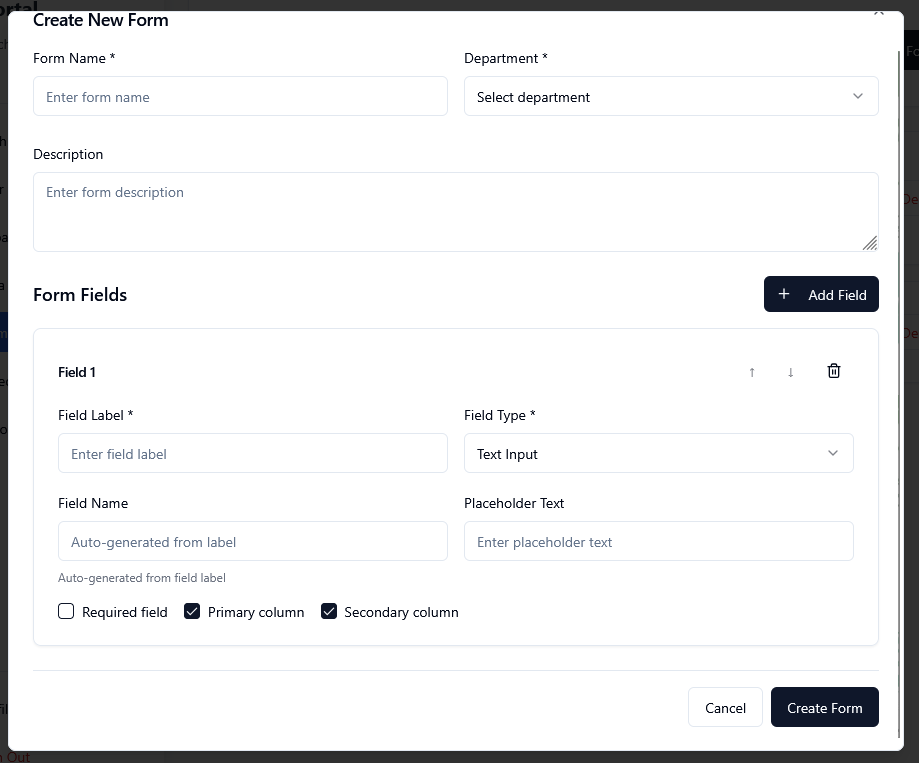 Create New Form
Form Name *
Department *
Enter form name
Select department
Description
Enter form description
Form Fields
+ Add Field
Field 1
↑ ↓
Field Label *
Field Type *
Enter field label
Text Input
Field Name
Placeholder Text
Auto-generated from label
Enter placeholder text
Auto-generated from field label
Required field
Primary column
Secondary column
Cancel
Create Form
Out